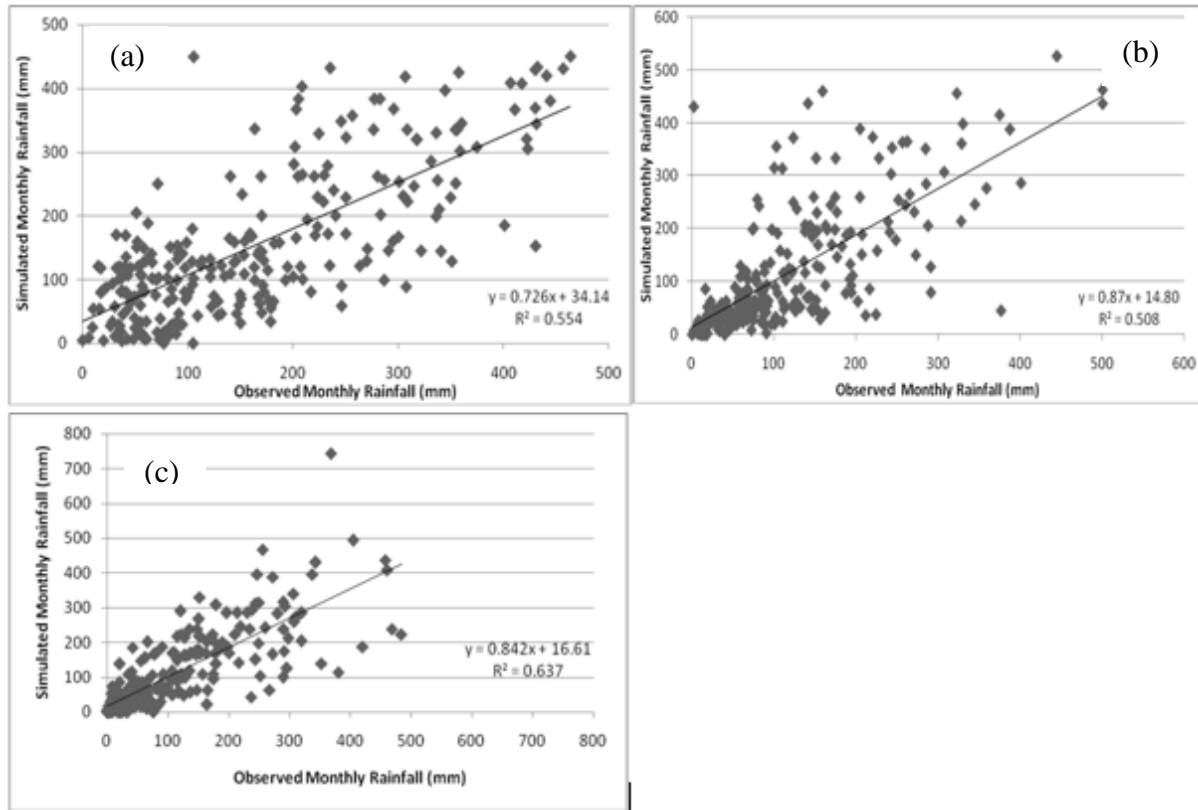 (a)
Simulated Monthly Rainfall (mm)
500
400
300
200
100
0
0 100 200 300 400 500
y = 0.726x + 34.14
R² = 0.554
Observed Monthly Rainfall (mm)
(b)
Simulated Monthly Rainfall (mm)
600
500
400
300
200
100
0
0 100 200 300 400 500 600
y = 0.87x + 14.80
R² = 0.508
Observed Monthly Rainfall (mm)
(c)
Simulated Monthly Rainfall (mm)
800
700
600
500
400
300
200
100
0
0 100 200 300 400 500 600 700 800
y = 0.842x + 16.61
R² = 0.637
Observed Monthly Rainfall (mm)